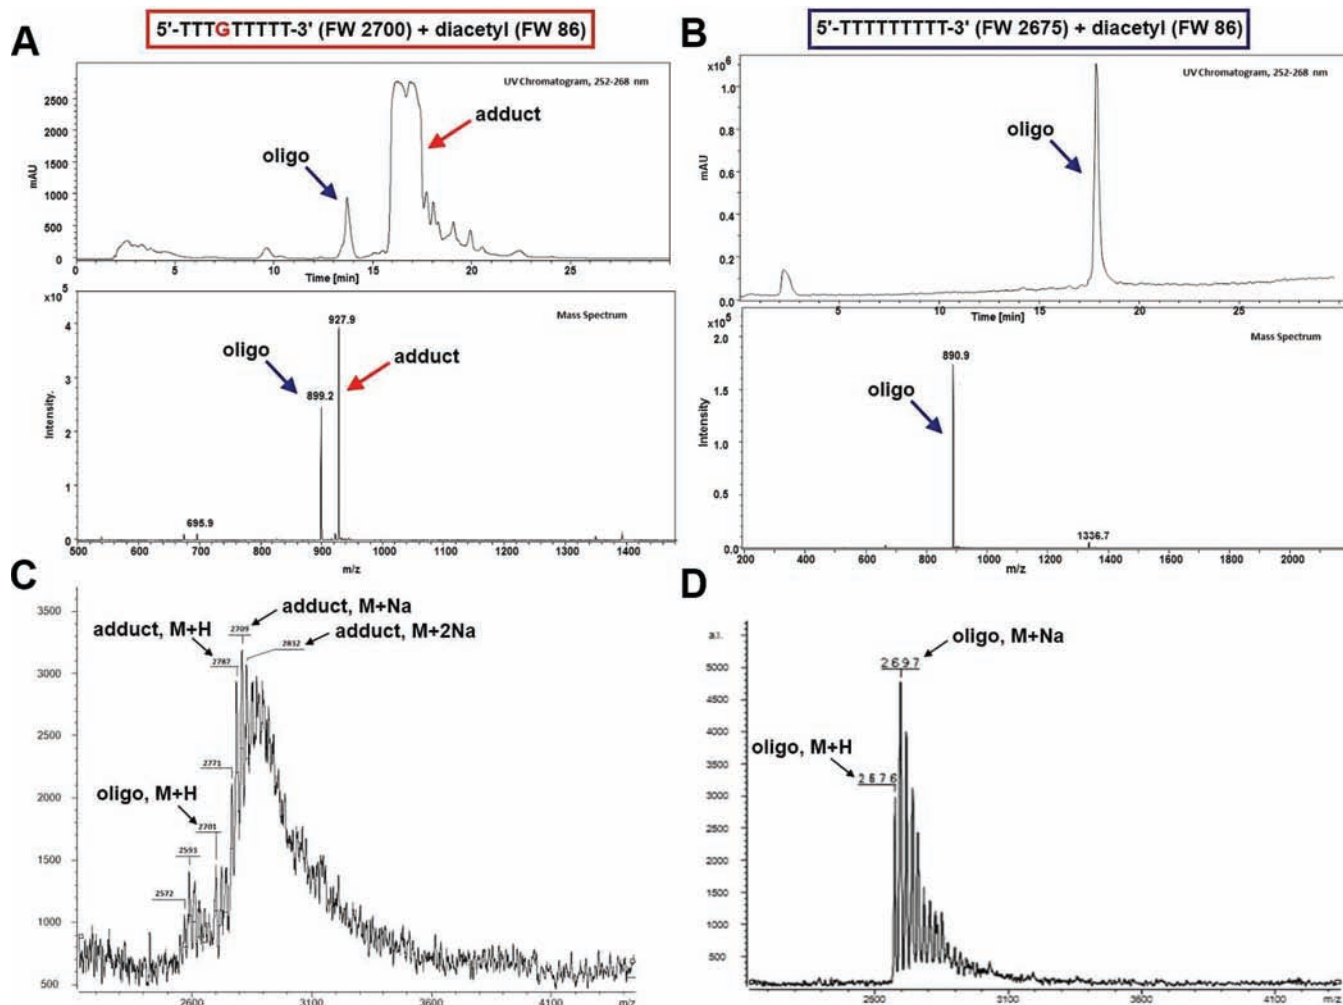 A
5'-TTTGTTTTT-3' (FW 2700) + diacetyl (FW 86)
UV Chromatogram, 252-268 nm
2500
2000
1500
1000
500
0
mAU
oligo
adduct
0 5 10 15 20 25
Time [min]
x10⁵
Mass Spectrum
4
3
2
1
0
Intensity.
927.9
oligo
adduct
899.2
695.9
500 600 700 800 900 1000 1100 1200 1300 1400
m/z
B
5'-TTTTTTTTT-3' (FW 2675) + diacetyl (FW 86)
x10⁶
UV Chromatogram, 252-268 nm
1.0
0.8
0.6
0.4
0.2
0.0
mAU
oligo
5 10 15 20 25
Time [min]
x10⁵
Mass Spectrum
2.0
1.5
1.0
0.5
0.0
Intensity
890.9
oligo
1336.7
200 400 600 800 1000 1200 1400 1600 1800 2000
m/z
C
3500
3000
2500
2000
1500
1000
500
adduct, M+Na
2709
adduct, M+H
adduct, M+2Na
2832
2787
2771
oligo, M+H
2701
2593
2572
2600 3100 3600 4100 m/z
D
a.i.
5000
4500
4000
3500
3000
2500
2000
1500
1000
500
oligo, M+Na
2697
oligo, M+H
2676
2600 3100 3600 4100 m/z